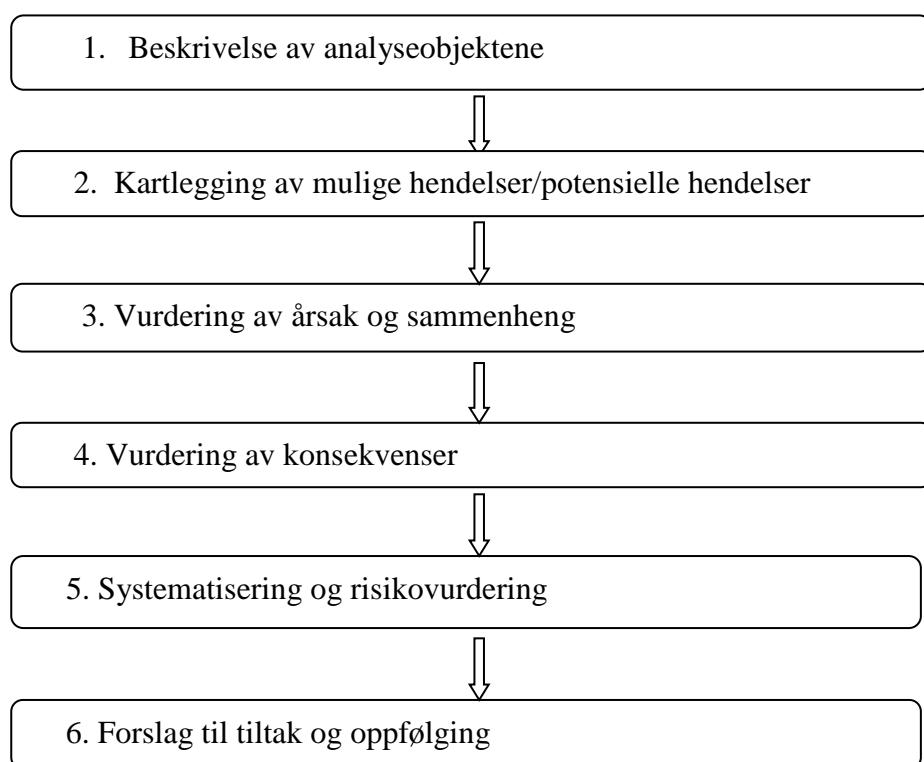 1. Beskrivelse av analyseobjektene
2. Kartlegging av mulige hendelser/potensielle hendelser
3. Vurdering av årsak og sammenheng
4. Vurdering av konsekvenser
5. Systematisering og risikovurdering
6. Forslag til tiltak og oppfølging